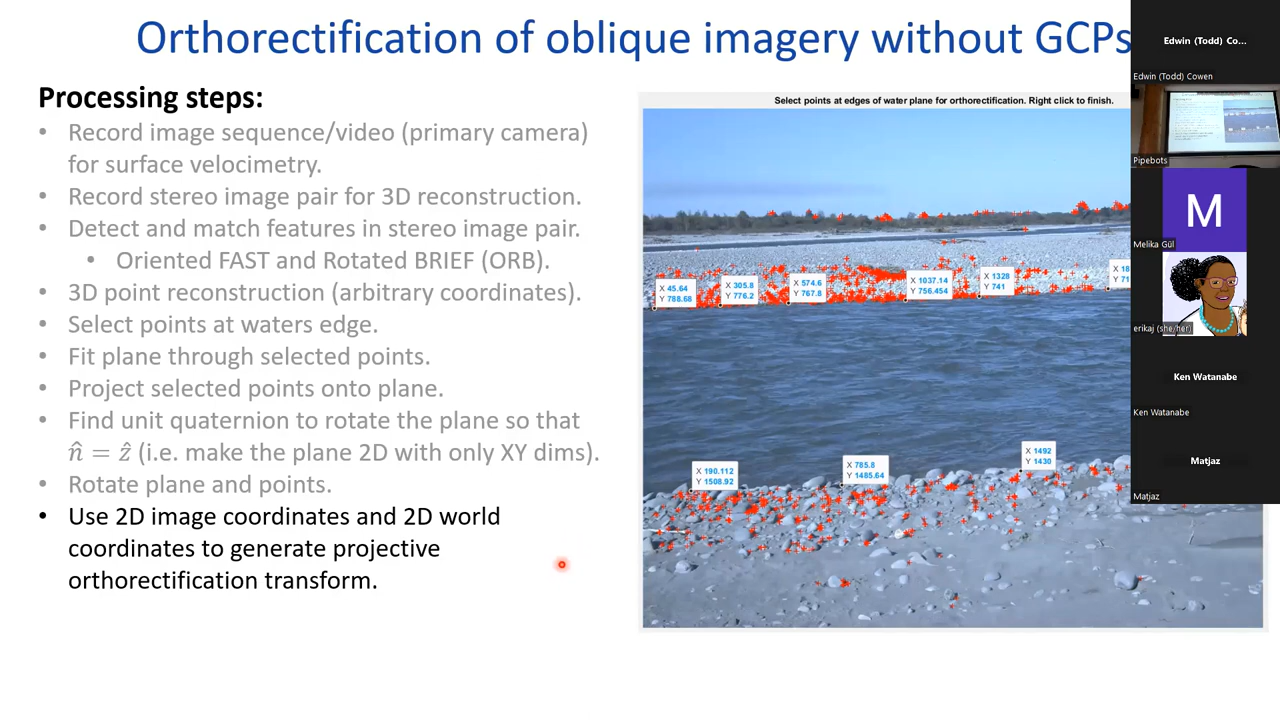 Orthorectification of oblique imagery without GCPs
Processing steps:
• Record image sequence/video (primary camera)
for surface velocimetry.
• Record stereo image pair for 3D reconstruction.
• Detect and match features in stereo image pair.
• Oriented FAST and Rotated BRIEF (ORB).
• 3D point reconstruction (arbitrary coordinates).
• Select points at waters edge.
• Fit plane through selected points.
• Project selected points onto plane.
• Find unit quaternion to rotate the plane so that
n̂ = ẑ (i.e. make the plane 2D with only XY dims).
• Rotate plane and points.
• Use 2D image coordinates and 2D world
coordinates to generate projective
orthorectification transform.
Select points at edges of water plane for orthorectification. Right click to finish.
X 45.64
Y 788.68
X 305.8
Y 776.2
X 574.6
Y 767.8
X 1037.14
Y 756.454
X 1328
Y 741
X 18
Y 71
X 190.112
Y 1508.92
X 785.8
Y 1485.64
X 1492
Y 1430
Edwin (Todd) Co...
Edwin (Todd) Cowen
Pipebots
M
Melika Gül
erikaj (she/her)
Ken Watanabe
Ken Watanabe
Matjaz
Matjaz